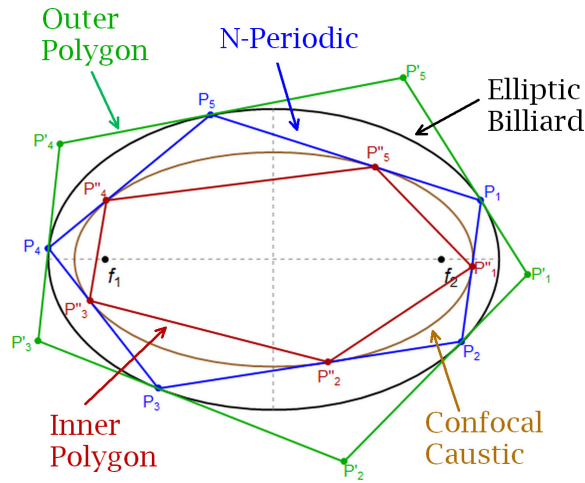 Outer
Polygon
N-Periodic
Elliptic
Billiard
P'5
P5
P'4
P"5
P"4
P1
P4
f1
f2
P"1
P'1
P"3
P'3
P2
P"2
P3
Inner
Polygon
Confocal
Caustic
P'2